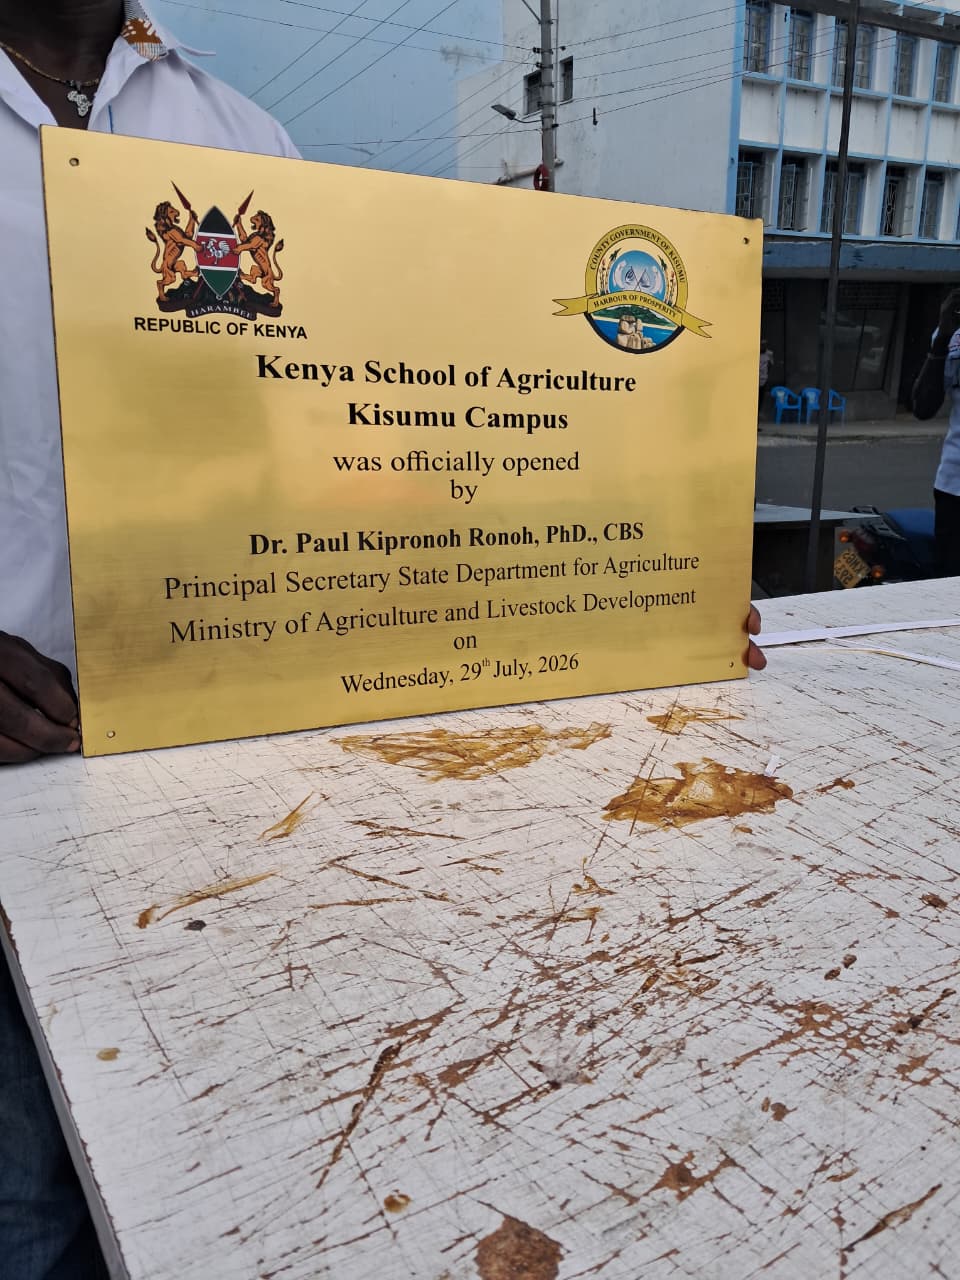 HARAMBEE
REPUBLIC OF KENYA
COUNTY GOVERNMENT OF KISUMU
HARBOUR OF PROSPERITY
Kenya School of Agriculture
Kisumu Campus
was officially opened
by
Dr. Paul Kipronoh Ronoh, PhD., CBS
Principal Secretary State Department for Agriculture
Ministry of Agriculture and Livestock Development
on
Wednesday, 29th July, 2026